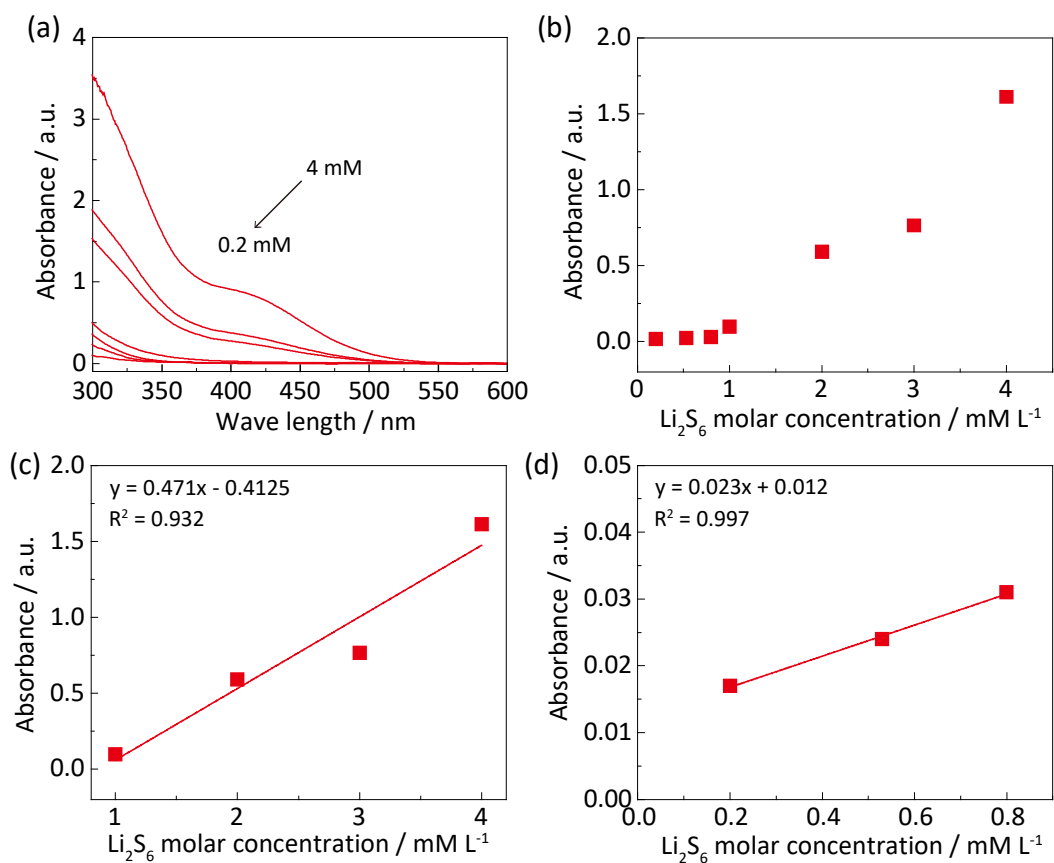 (a)
4
3
2
1
0
Absorbance / a.u.
4 mM
0.2 mM
300 350 400 450 500 550 600
Wave length / nm
(b)
2.0
1.5
1.0
0.5
0.0
Absorbance / a.u.
0 1 2 3 4
Li₂S₆ molar concentration / mM L⁻¹
(c)
2.0
1.5
1.0
0.5
0.0
Absorbance / a.u.
y = 0.471x - 0.4125
R² = 0.932
1 2 3 4
Li₂S₆ molar concentration / mM L⁻¹
(d)
0.05
0.04
0.03
0.02
0.01
0.00
Absorbance / a.u.
y = 0.023x + 0.012
R² = 0.997
0.0 0.2 0.4 0.6 0.8
Li₂S₆ molar concentration / mM L⁻¹